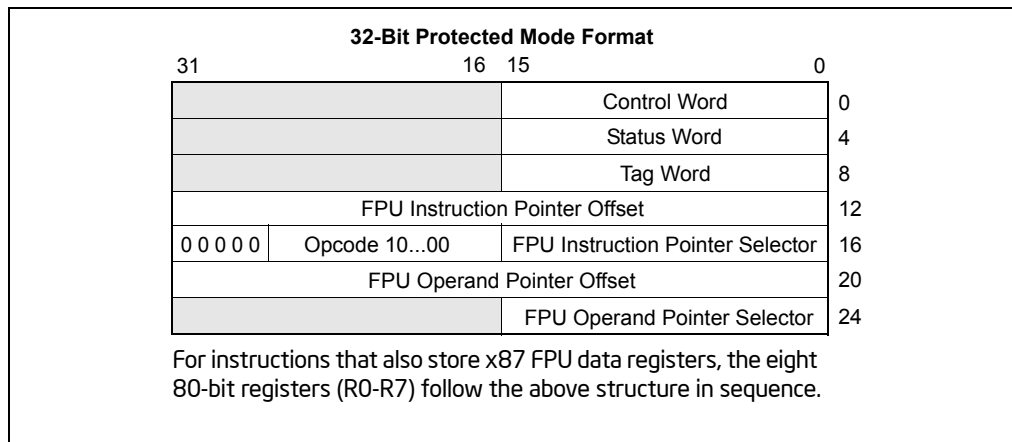 32-Bit Protected Mode Format
31 16 15 0
Control Word 0
Status Word 4
Tag Word 8
FPU Instruction Pointer Offset 12
0 0 0 0 0 Opcode 10...00 FPU Instruction Pointer Selector 16
FPU Operand Pointer Offset 20
FPU Operand Pointer Selector 24
For instructions that also store x87 FPU data registers, the eight
80-bit registers (R0-R7) follow the above structure in sequence.